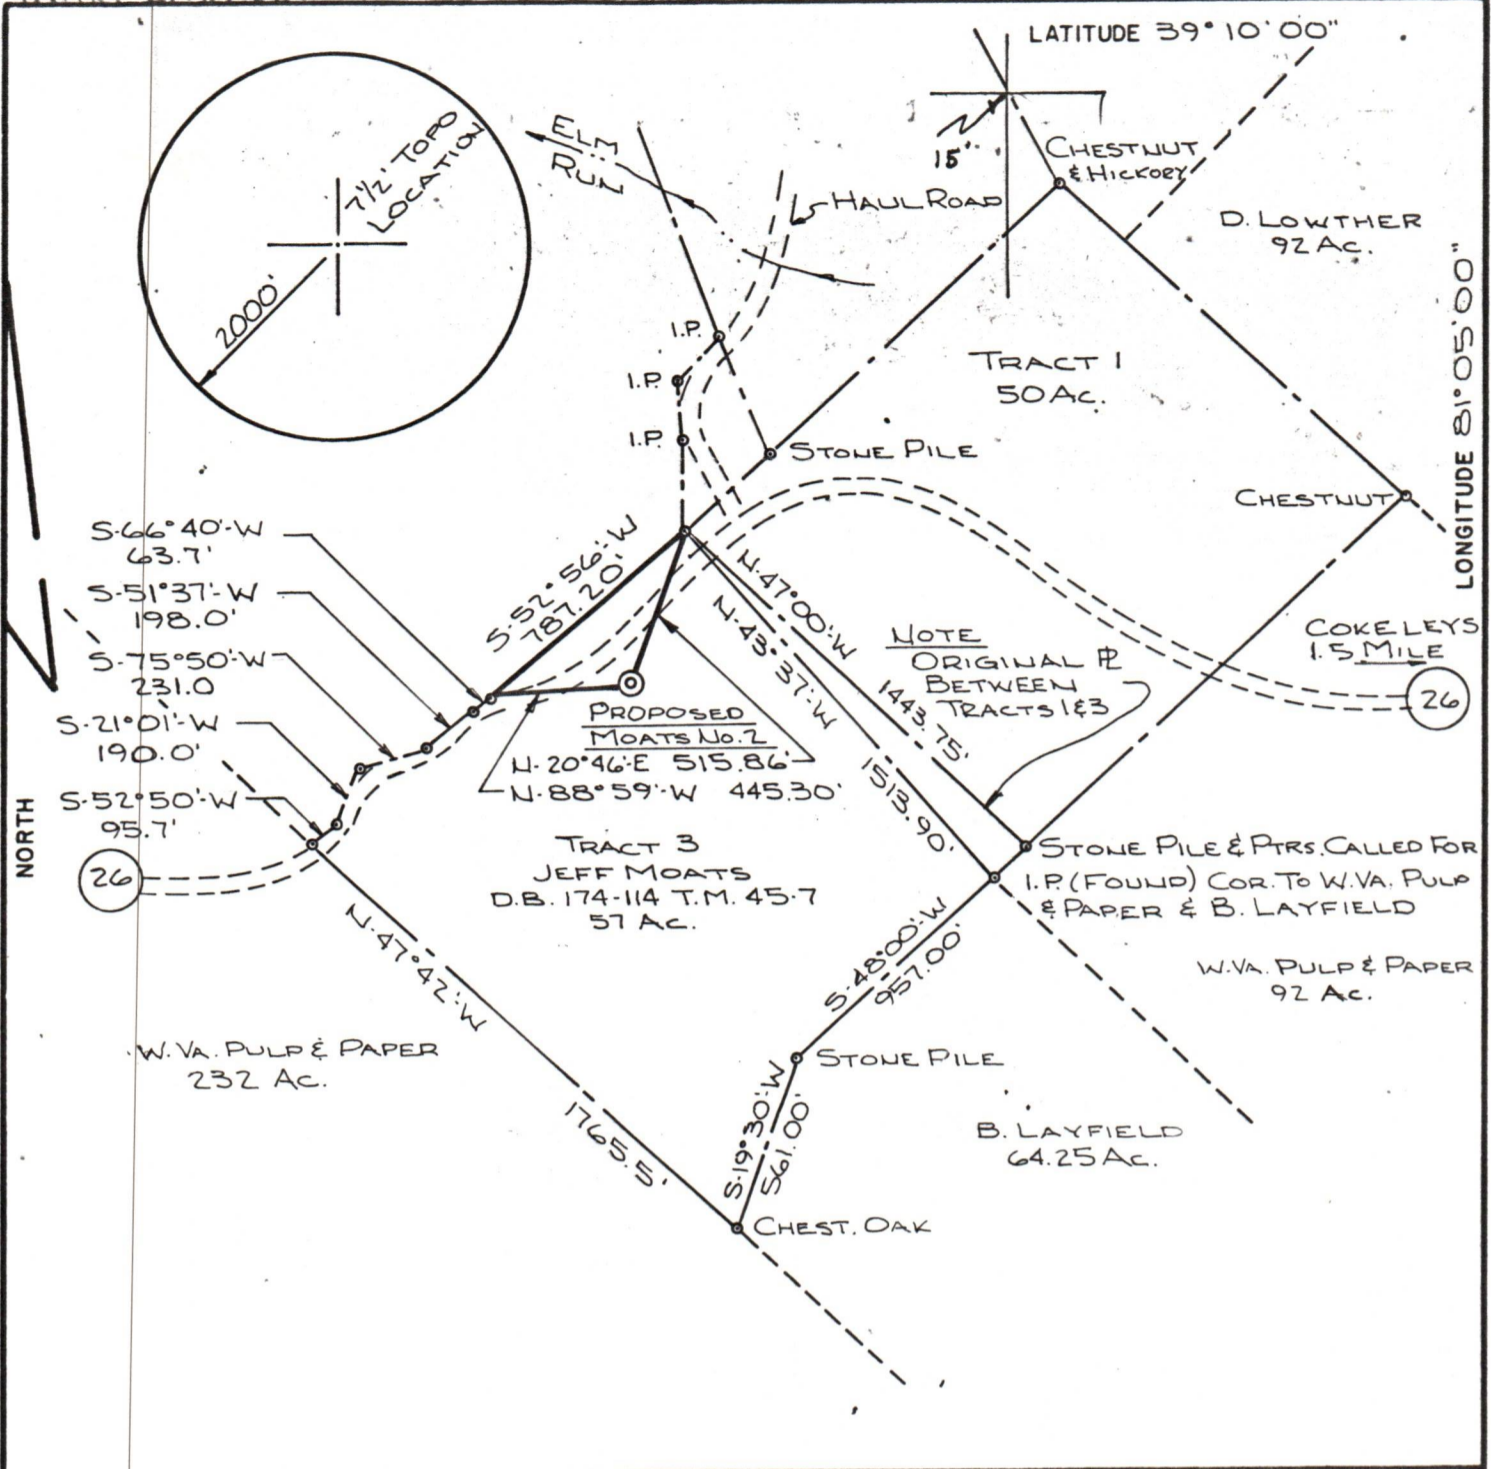 LATITUDE 39°10'00"
7½' TOPO
LOCATION
2000'
ELM
RUN
15'
CHESTNUT
& HICKORY
HAUL ROAD
D. LOWTHER
92 AC.
LONGITUDE 81°05'00"
I.P.
I.P.
I.P.
TRACT 1
50 AC.
STONE PILE
CHESTNUT
S-66°40'-W
63.7'
S-51°37'-W
198.0'
S-75°50'-W
231.0
S-21°01'-W
190.0'
S-52°50'-W
95.7'
S-52°56'-W
787.20'
N-47°00'-W
1443.75'
N-43°37'-W
1513.90'
NOTE
ORIGINAL PL
BETWEEN
TRACTS 1&3
COKELEYS
1.5 MILE
26
PROPOSED
MOATS No.2
N-20°46'-E 515.86'
N-88°59'-W 445.30'
NORTH
26
TRACT 3
JEFF MOATS
D.B. 174-114 T.M. 45-7
57 AC.
STONE PILE & PTRS. CALLED FOR
I.P. (FOUND) COR. TO W.VA. PULP
& PAPER & B. LAYFIELD
S-48°00'-W
957.00'
W.VA. PULP & PAPER
92 AC.
N-47°42'-W
1765.5'
W.VA. PULP & PAPER
232 AC.
STONE PILE
S-19°30'-W
561.00'
B. LAYFIELD
64.25 AC.
CHEST. OAK